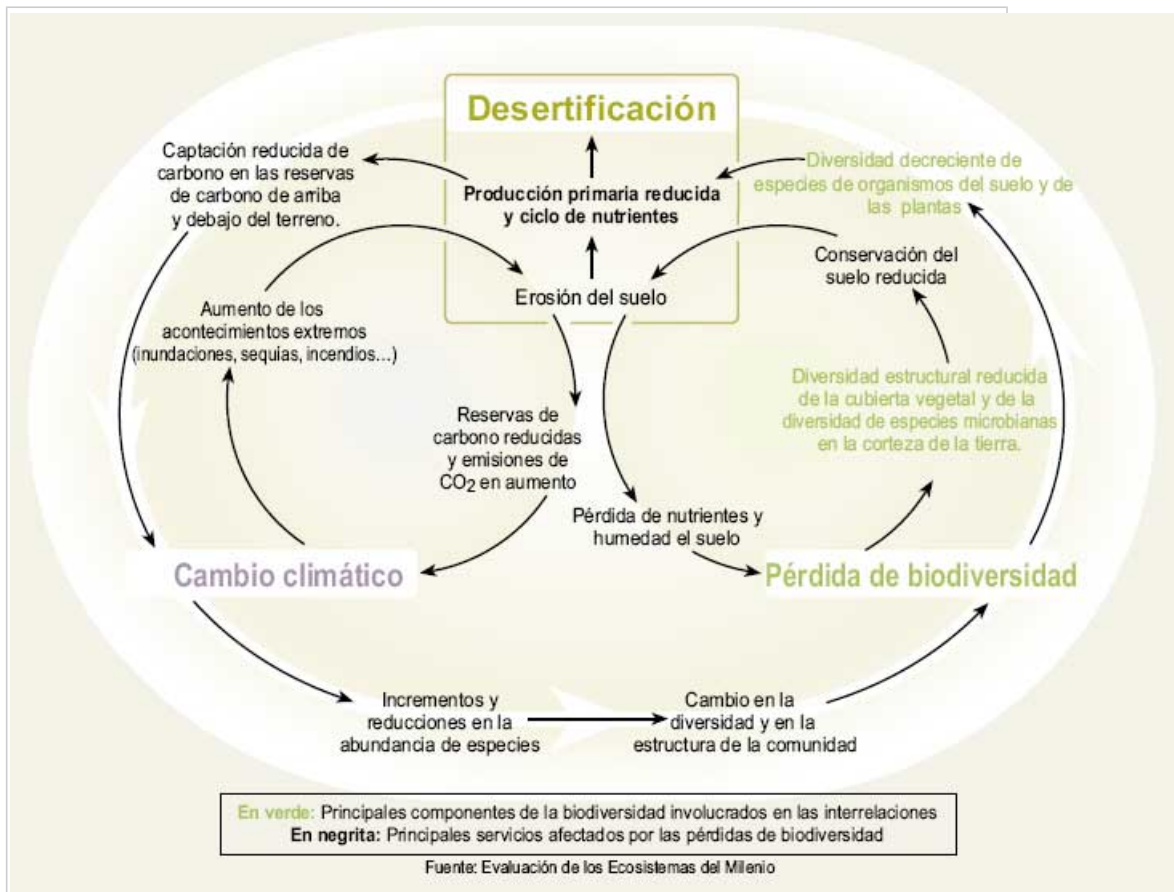 Desertificación
Captación reducida de
carbono en las reservas
de carbono de arriba
y debajo del terreno.
Producción primaria reducida
y ciclo de nutrientes
Diversidad decreciente de
especies de organismos del suelo y de
las plantas
Conservación del
suelo reducida
Erosión del suelo
Aumento de los
acontecimientos extremos
(inundaciones, sequias, incendios...)
Diversidad estructural reducida
de la cubierta vegetal y de la
diversidad de especies microbianas
en la corteza de la tierra.
Reservas de
carbono reducidas
y emisiones de
CO2 en aumento
Pérdida de nutrientes y
humedad el suelo
Cambio climático
Pérdida de biodiversidad
Incrementos y
reducciones en la
abundancia de especies
Cambio en la
diversidad y en la
estructura de la comunidad
En verde: Principales componentes de la biodiversidad involucrados en las interrelaciones
En negrita: Principales servicios afectados por las pérdidas de biodiversidad
Fuente: Evaluación de los Ecosistemas del Milenio